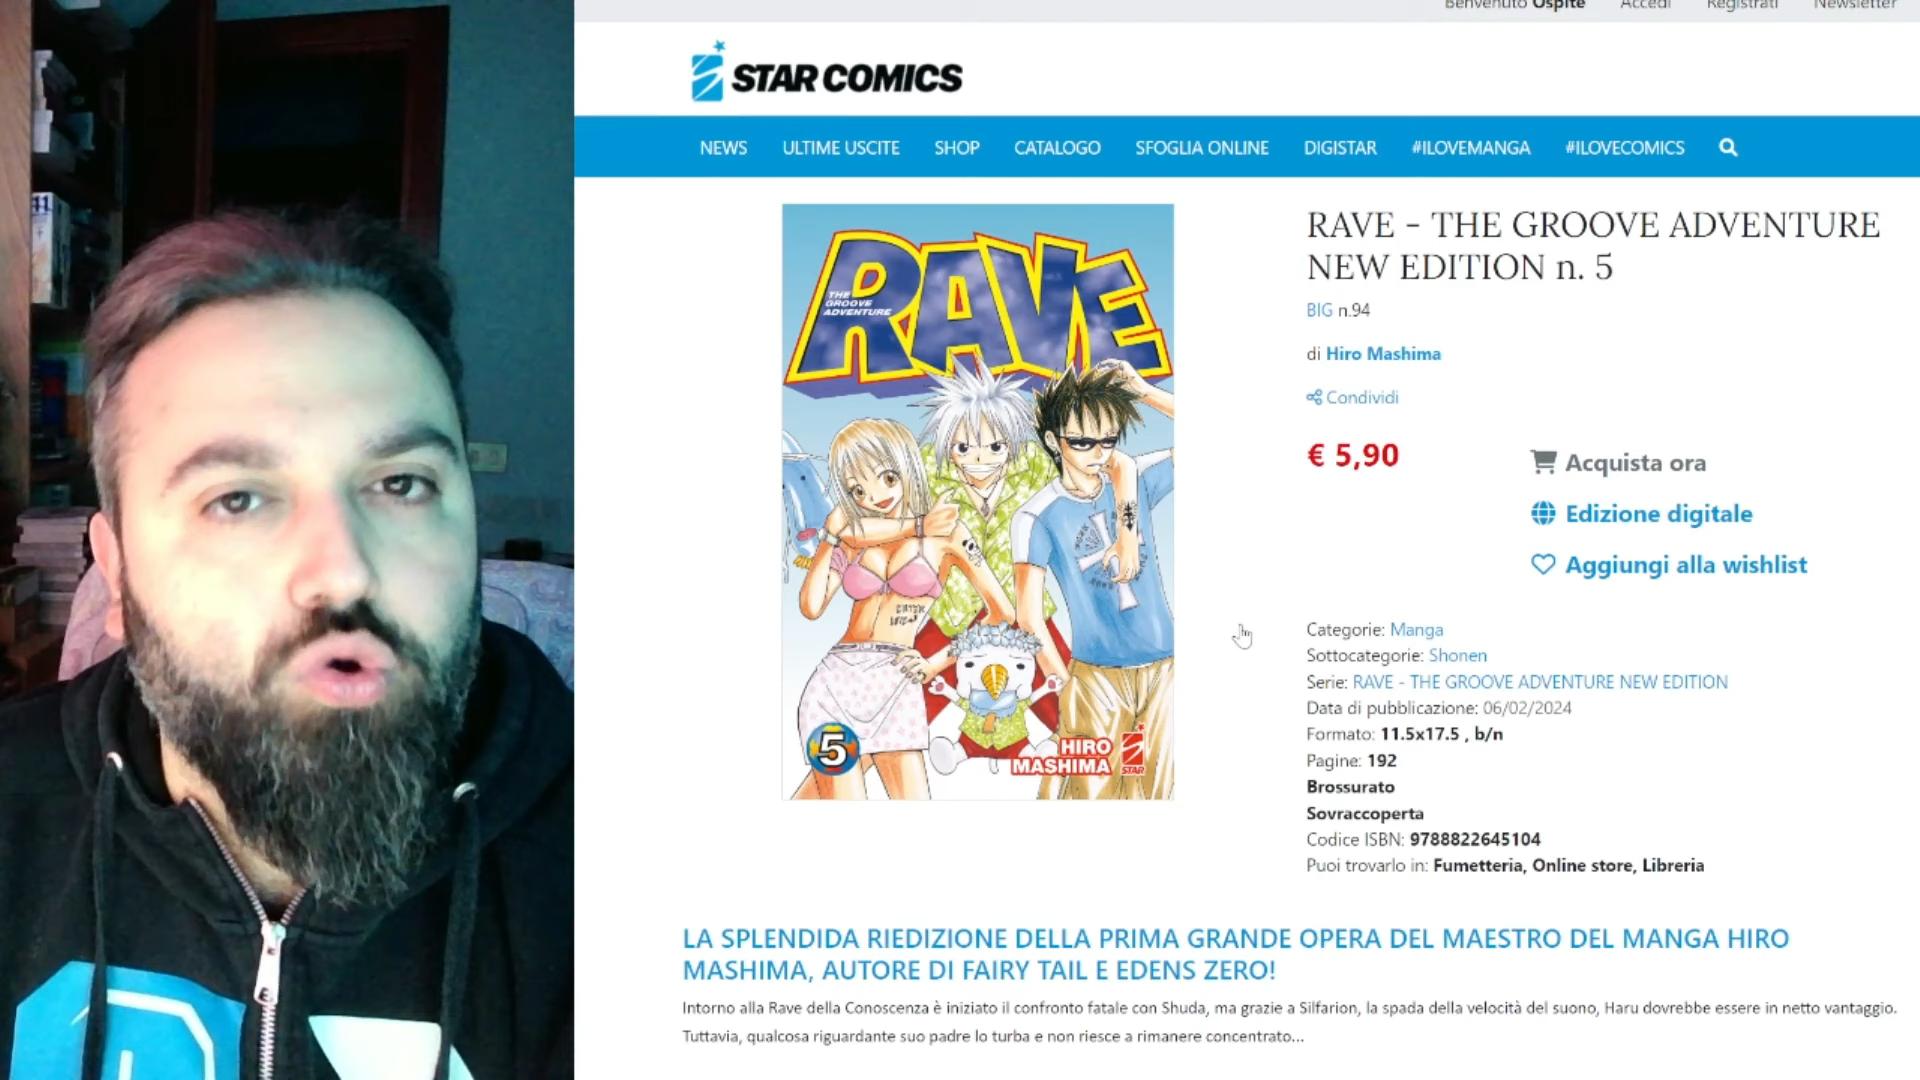 Benvenuto Ospite Accedi Registrati Newsletter
STAR COMICS
NEWS ULTIME USCITE SHOP CATALOGO SFOGLIA ONLINE DIGISTAR #ILOVEMANGA #ILOVECOMICS
RAVE
THE
GROOVE
ADVENTURE
5
HIRO
MASHIMA
STAR
RAVE - THE GROOVE ADVENTURE
NEW EDITION n. 5
BIG n.94
di Hiro Mashima
Condividi
€ 5,90
Acquista ora
Edizione digitale
Aggiungi alla wishlist
Categorie: Manga
Sottocategorie: Shonen
Serie: RAVE - THE GROOVE ADVENTURE NEW EDITION
Data di pubblicazione: 06/02/2024
Formato: 11.5x17.5 , b/n
Pagine: 192
Brossurato
Sovraccoperta
Codice ISBN: 9788822645104
Puoi trovarlo in: Fumetteria, Online store, Libreria
LA SPLENDIDA RIEDIZIONE DELLA PRIMA GRANDE OPERA DEL MAESTRO DEL MANGA HIRO
MASHIMA, AUTORE DI FAIRY TAIL E EDENS ZERO!
Intorno alla Rave della Conoscenza è iniziato il confronto fatale con Shuda, ma grazie a Silfarion, la spada della velocità del suono, Haru dovrebbe essere in netto vantaggio.
Tuttavia, qualcosa riguardante suo padre lo turba e non riesce a rimanere concentrato...